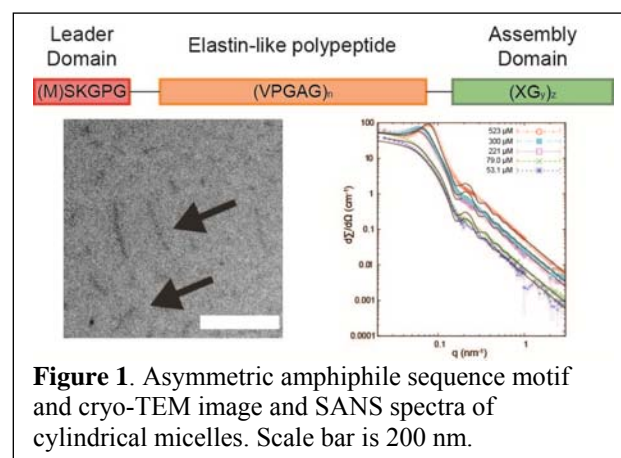 Leader Domain
Elastin-like polypeptide
Assembly Domain
(M)SKGPG
(VPGAG)n
(XGy)z
100
10
1
0.1
0.01
0.001
0.0001
dΣ/dΩ (cm⁻¹)
523 µM
300 µM
221 µM
79.0 µM
53.1 µM
0.1
1
q (nm⁻¹)
Figure 1. Asymmetric amphiphile sequence motif
and cryo-TEM image and SANS spectra of
cylindrical micelles. Scale bar is 200 nm.